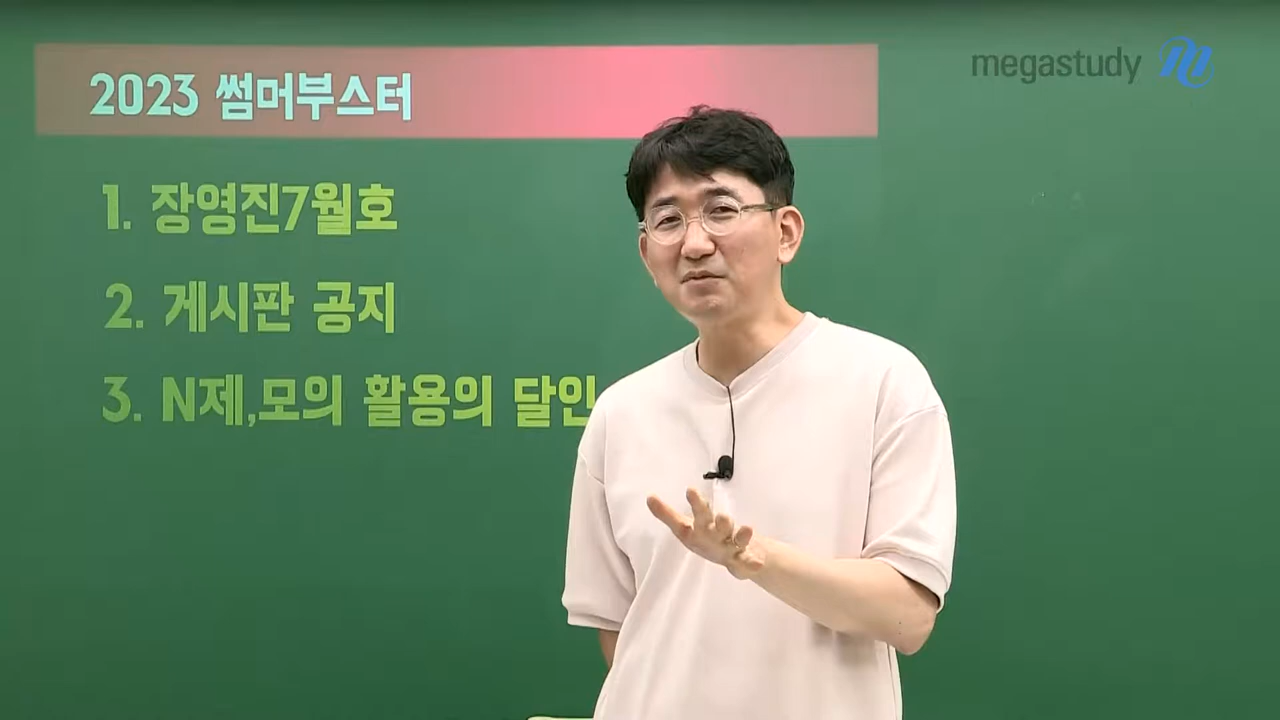 2023 썸머부스터
megastudy
1. 장영진7월호
2. 게시판 공지
3. N제,모의 활용의 달인